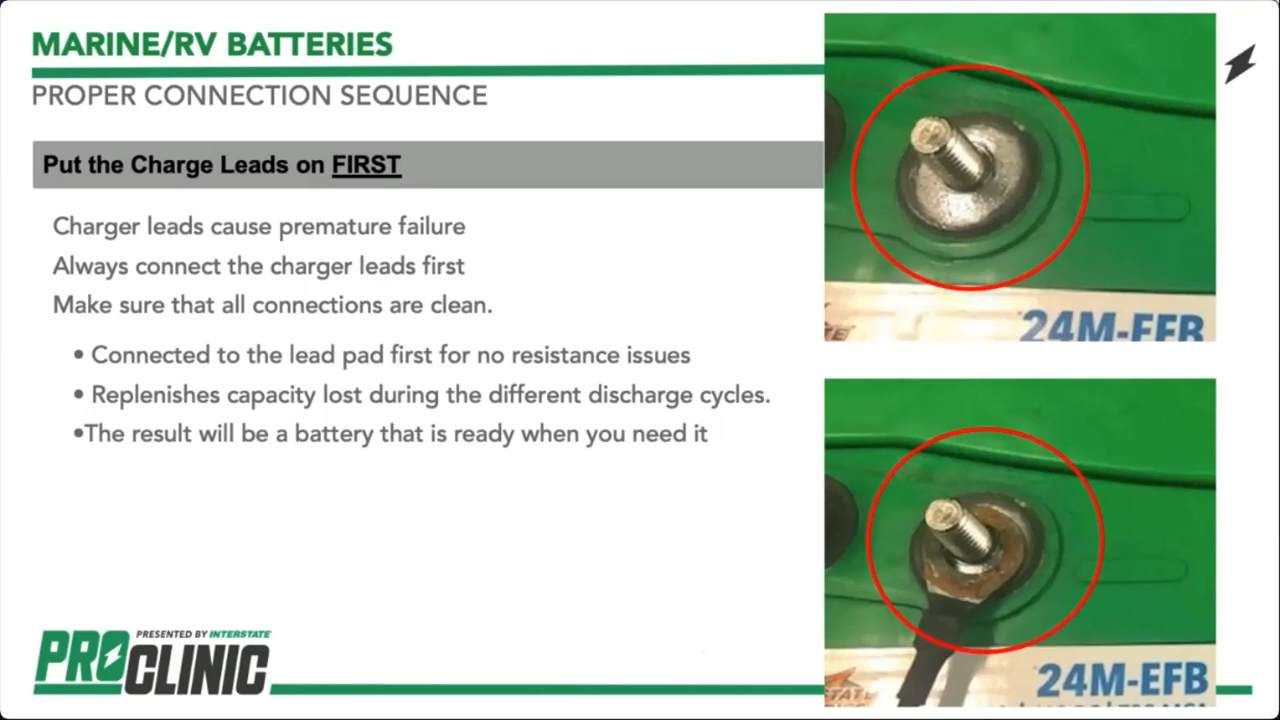 MARINE/RV BATTERIES
PROPER CONNECTION SEQUENCE
Put the Charge Leads on FIRST
Charger leads cause premature failure
Always connect the charger leads first
Make sure that all connections are clean.
• Connected to the lead pad first for no resistance issues
• Replenishes capacity lost during the different discharge cycles.
•The result will be a battery that is ready when you need it
24M-EFB
24M-EFB
PRESENTED BY INTERSTATE
PRO
CLINIC